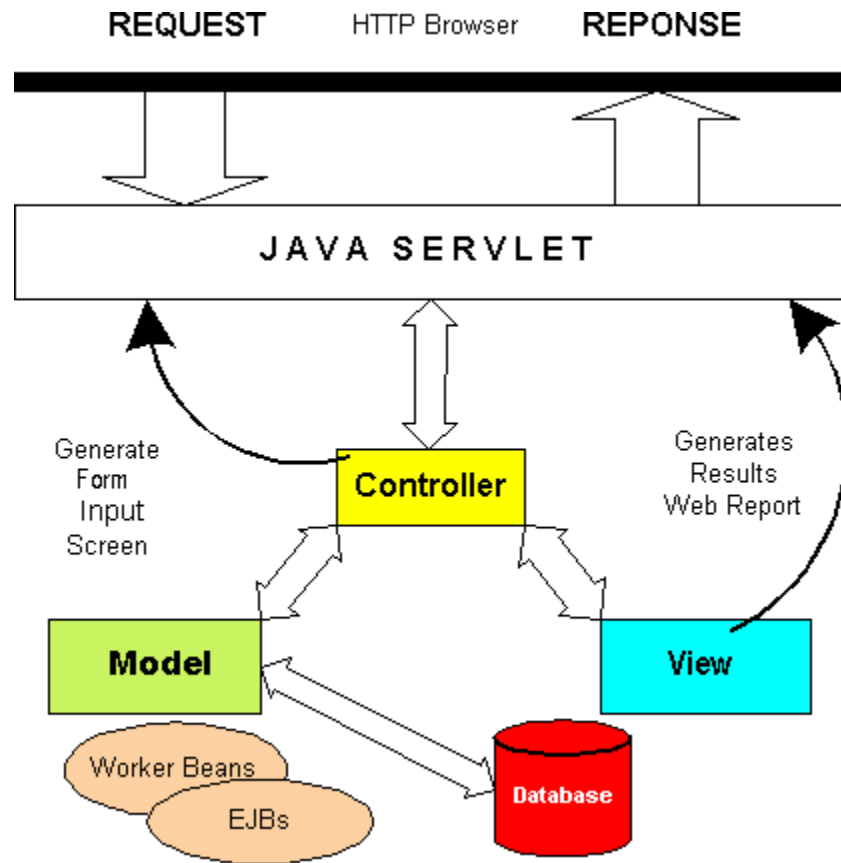 REQUEST HTTP Browser REPONSE
JAVA SERVLET
Generate
Form
Input
Screen
Controller
Generates
Results
Web Report
Model
View
Worker Beans
EJBs
Database